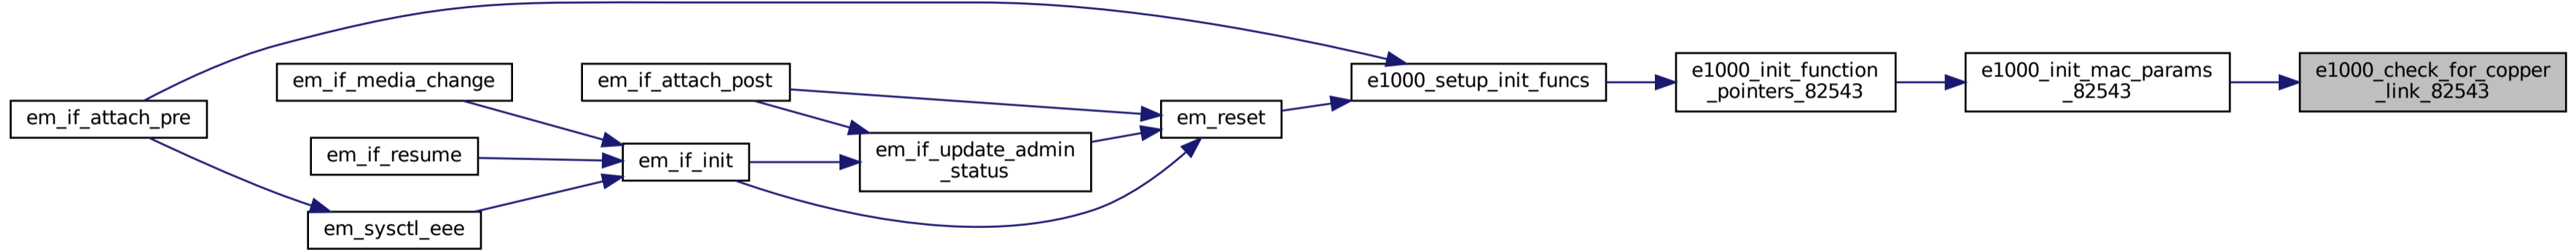 em_if_attach_pre
em_if_media_change
em_if_resume
em_sysctl_eee
em_if_attach_post
em_if_init
em_if_update_admin
_status
em_reset
e1000_setup_init_funcs
e1000_init_function
_pointers_82543
e1000_init_mac_params
_82543
e1000_check_for_copper
_link_82543